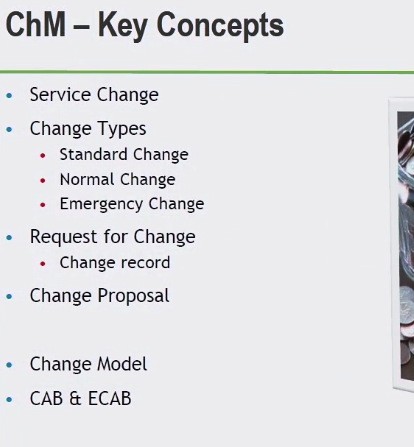 ChM – Key Concepts
• Service Change
• Change Types
• Standard Change
• Normal Change
• Emergency Change
• Request for Change
• Change record
• Change Proposal
• Change Model
• CAB & ECAB